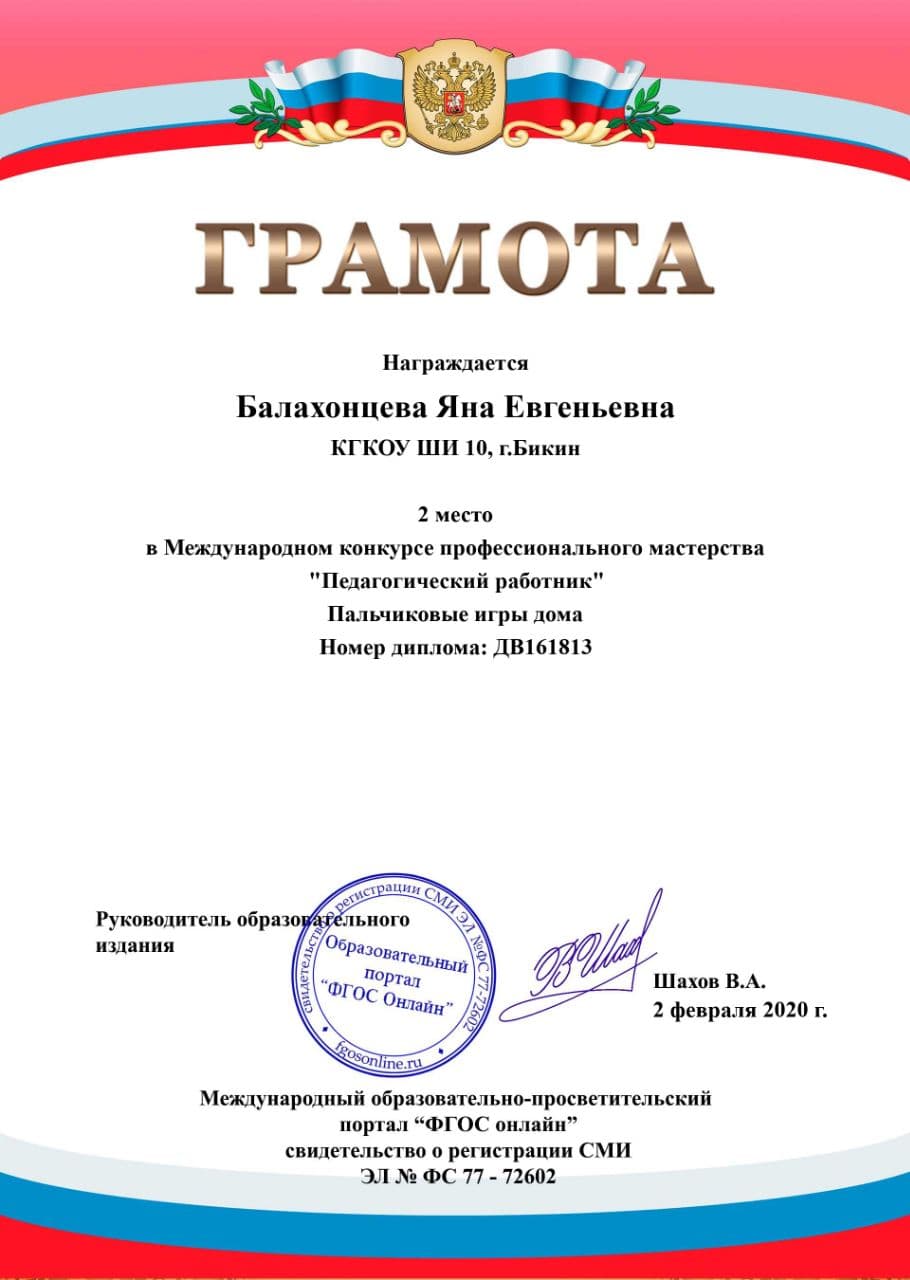 ГРАМОТА
Награждается
Балахонцева Яна Евгеньевна
КГКОУ ШИ 10, г.Бикин
2 место
в Международном конкурсе профессионального мастерства
"Педагогический работник"
Пальчиковые игры дома
Номер диплома: ДВ161813
Руководитель образовательного
издания
свидетельство о регистрации СМИ ЭЛ №ФС 77-72602
Образовательный
портал
“ФГОС Онлайн”
fgosonline.ru
Шахов В.А.
2 февраля 2020 г.
Международный образовательно-просветительский
портал “ФГОС онлайн”
свидетельство о регистрации СМИ
ЭЛ № ФС 77 - 72602